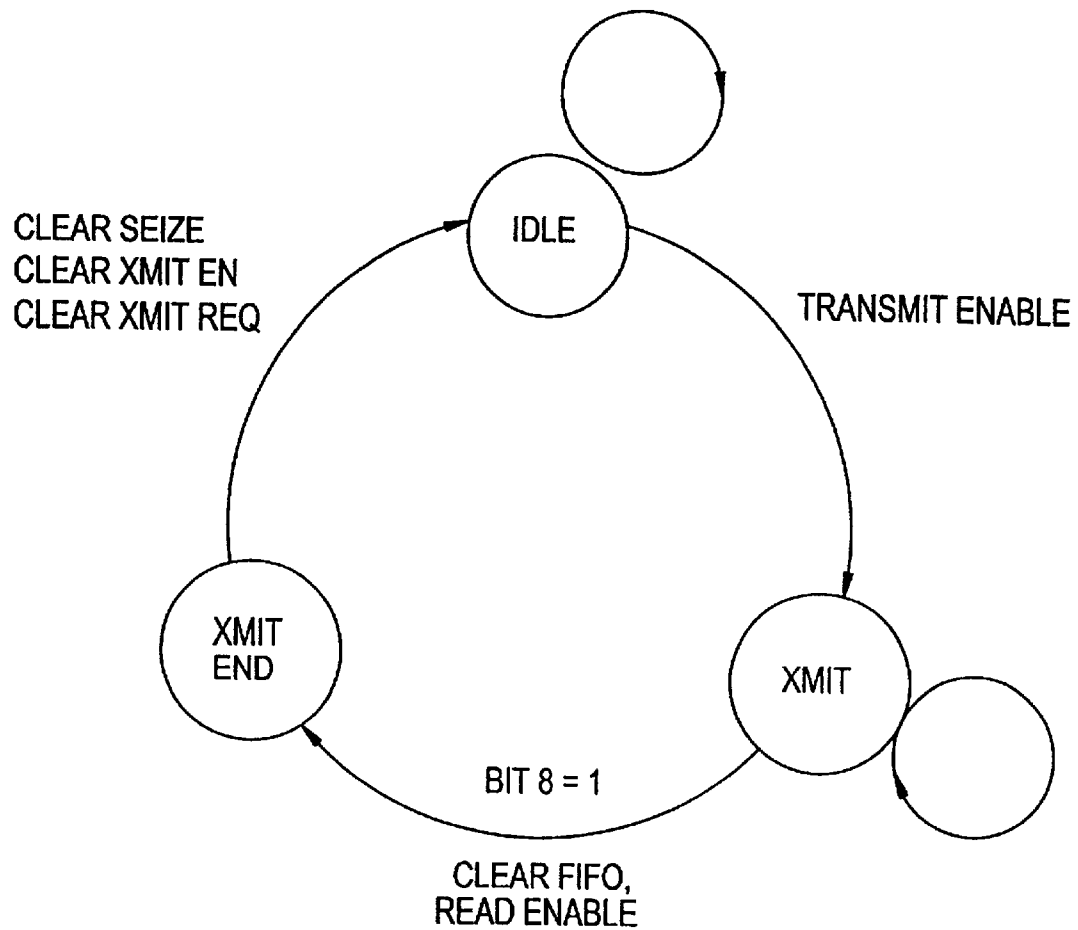 IDLE
CLEAR SEIZE
CLEAR XMIT EN
CLEAR XMIT REQ
TRANSMIT ENABLE
XMIT
END
XMIT
BIT 8 = 1
CLEAR FIFO,
READ ENABLE